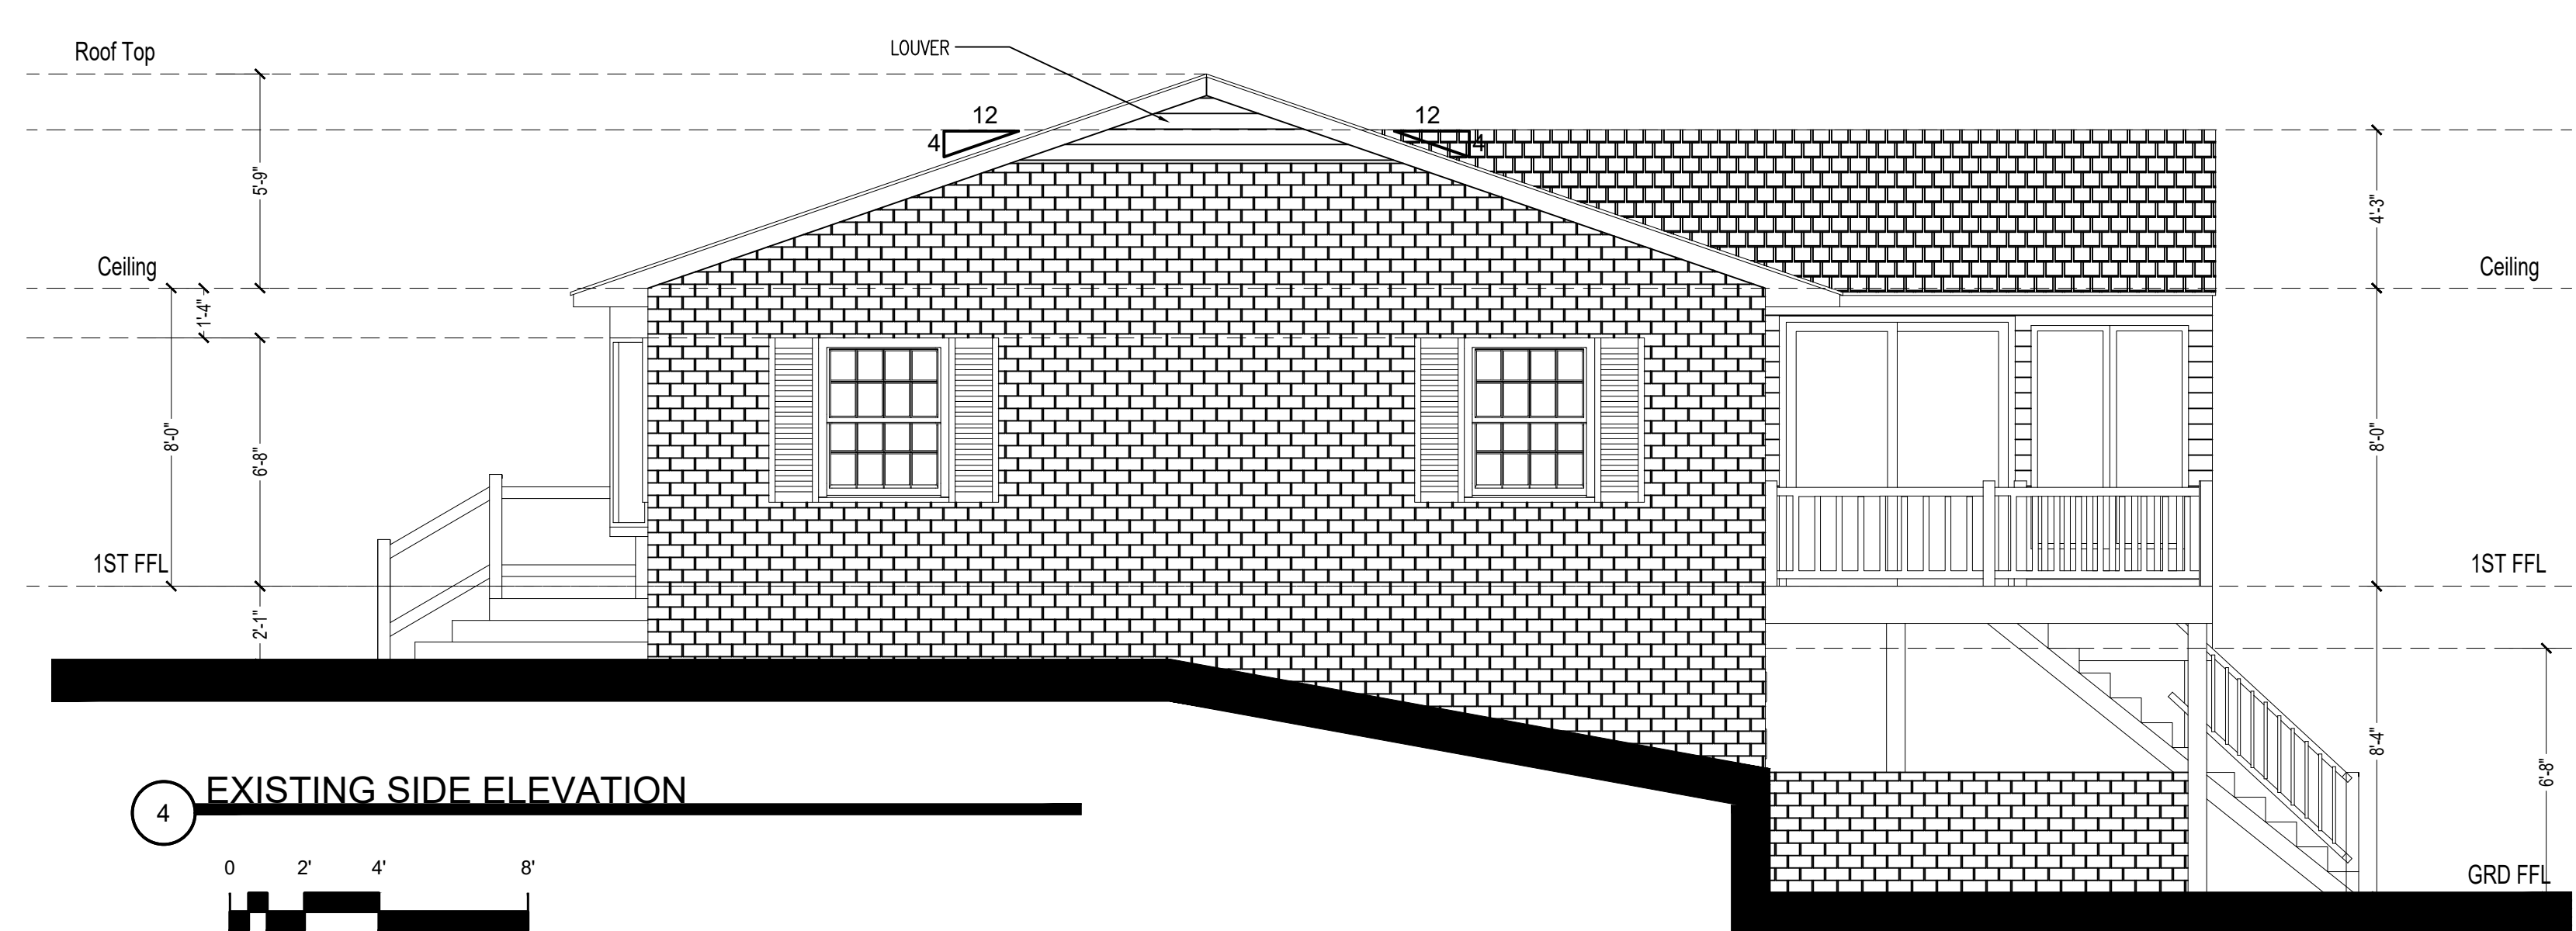 Roof Top
LOUVER
12
4
12
4
5'-9"
4'-3"
Ceiling
Ceiling
1'-4"
8'-0"
6'-8"
8'-0"
1ST FFL
1ST FFL
2'-1"
8'-4"
6'-8"
4
EXISTING SIDE ELEVATION
0 2' 4' 8'
GRD FFL